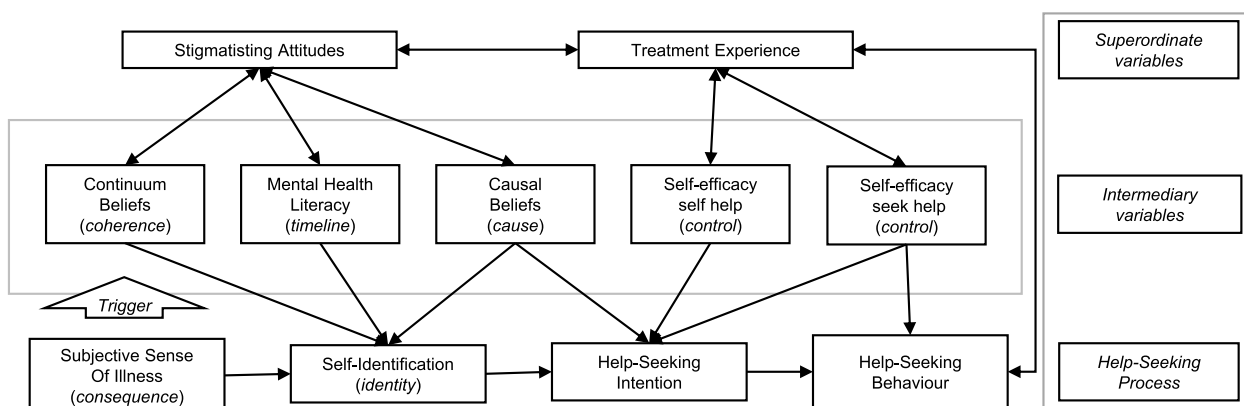 Stigmatisting Attitudes
Treatment Experience
Superordinate
variables
Continuum
Beliefs
(coherence)
Mental Health
Literacy
(timeline)
Causal
Beliefs
(cause)
Self-efficacy
self help
(control)
Self-efficacy
seek help
(control)
Intermediary
variables
Trigger
Subjective Sense
Of Illness
(consequence)
Self-Identification
(identity)
Help-Seeking
Intention
Help-Seeking
Behaviour
Help-Seeking
Process